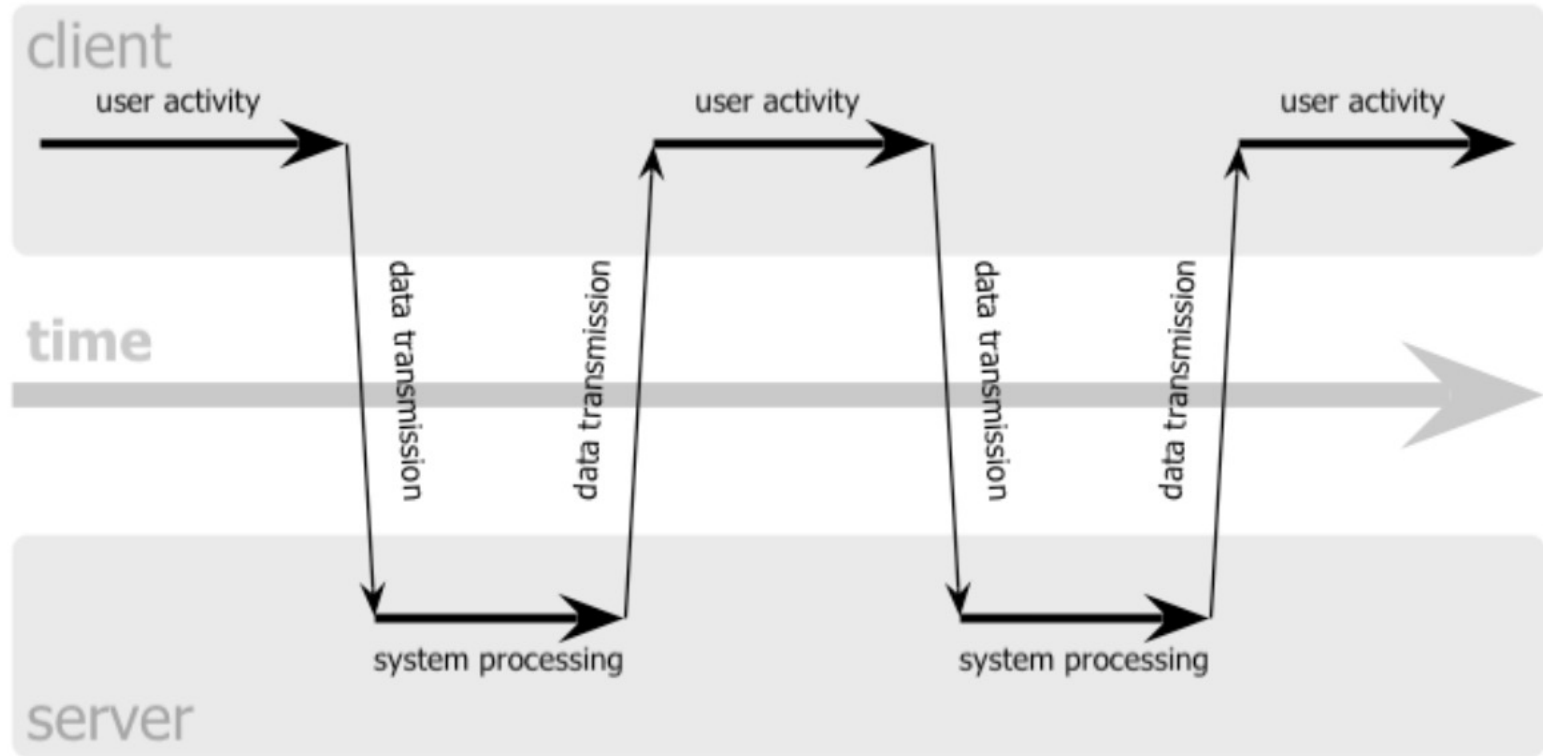 client
user activity
user activity
user activity
data transmission
data transmission
data transmission
data transmission
time
system processing
system processing
server